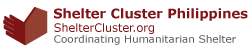 Shelter Cluster Philippines
ShelterCluster.org
Coordinating Humanitarian Shelter